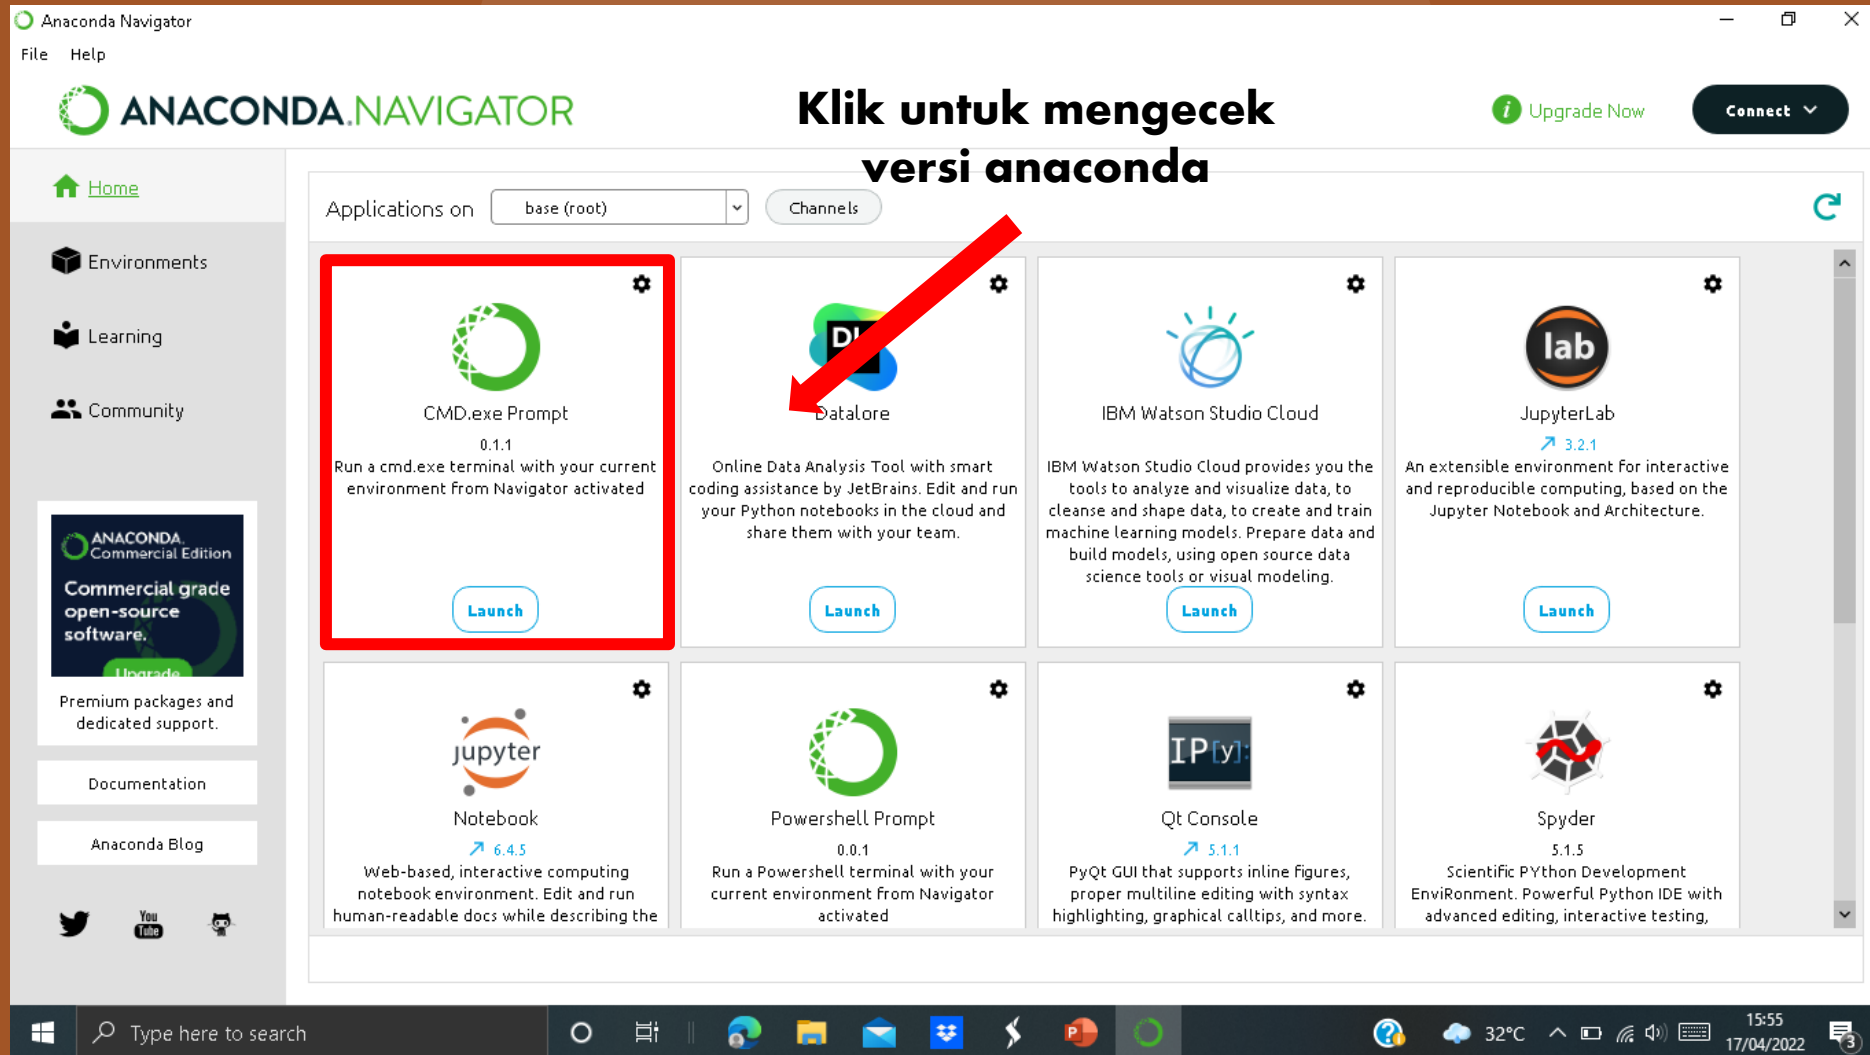 Anaconda Navigator
File Help
ANACONDA.NAVIGATOR
Klik untuk mengecek
versi anaconda
Upgrade Now
Connect
Home
Environments
Learning
Community
Applications on
base (root)
Channels
CMD.exe Prompt
0.1.1
Run a cmd.exe terminal with your current
environment from Navigator activated
Launch
DL
Datalore
Online Data Analysis Tool with smart
coding assistance by JetBrains. Edit and run
your Python notebooks in the cloud and
share them with your team.
Launch
IBM Watson Studio Cloud
IBM Watson Studio Cloud provides you the
tools to analyze and visualize data, to
cleanse and shape data, to create and train
machine learning models. Prepare data and
build models, using open source data
science tools or visual modeling.
Launch
lab
JupyterLab
3.2.1
An extensible environment for interactive
and reproducible computing, based on the
Jupyter Notebook and Architecture.
Launch
jupyter
Notebook
6.4.5
Web-based, interactive computing
notebook environment. Edit and run
human-readable docs while describing the
Powershell Prompt
0.0.1
Run a Powershell terminal with your
current environment from Navigator
activated
IP[y]:
Qt Console
5.1.1
PyQt GUI that supports inline figures,
proper multiline editing with syntax
highlighting, graphical calltips, and more.
Spyder
5.1.5
Scientific PYthon Development
EnviRonment. Powerful Python IDE with
advanced editing, interactive testing,
ANACONDA.
Commercial Edition
Commercial grade
open-source
software.
Upgrade
Premium packages and
dedicated support.
Documentation
Anaconda Blog
You
Tube
Type here to search
32°C
15:55
17/04/2022
3